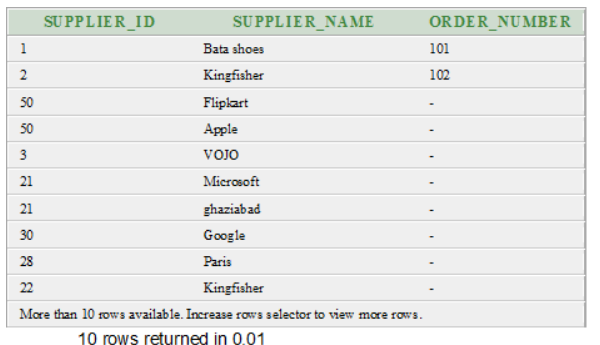 SUPPLIER_ID SUPPLIER_NAME ORDER_NUMBER
1 Bata shoes 101
2 Kingfisher 102
50 Flipkart -
50 Apple -
3 VOJO -
21 Microsoft -
21 ghaziabad -
30 Google -
28 Paris -
22 Kingfisher -
More than 10 rows available. Increase rows selector to view more rows.
10 rows returned in 0.01